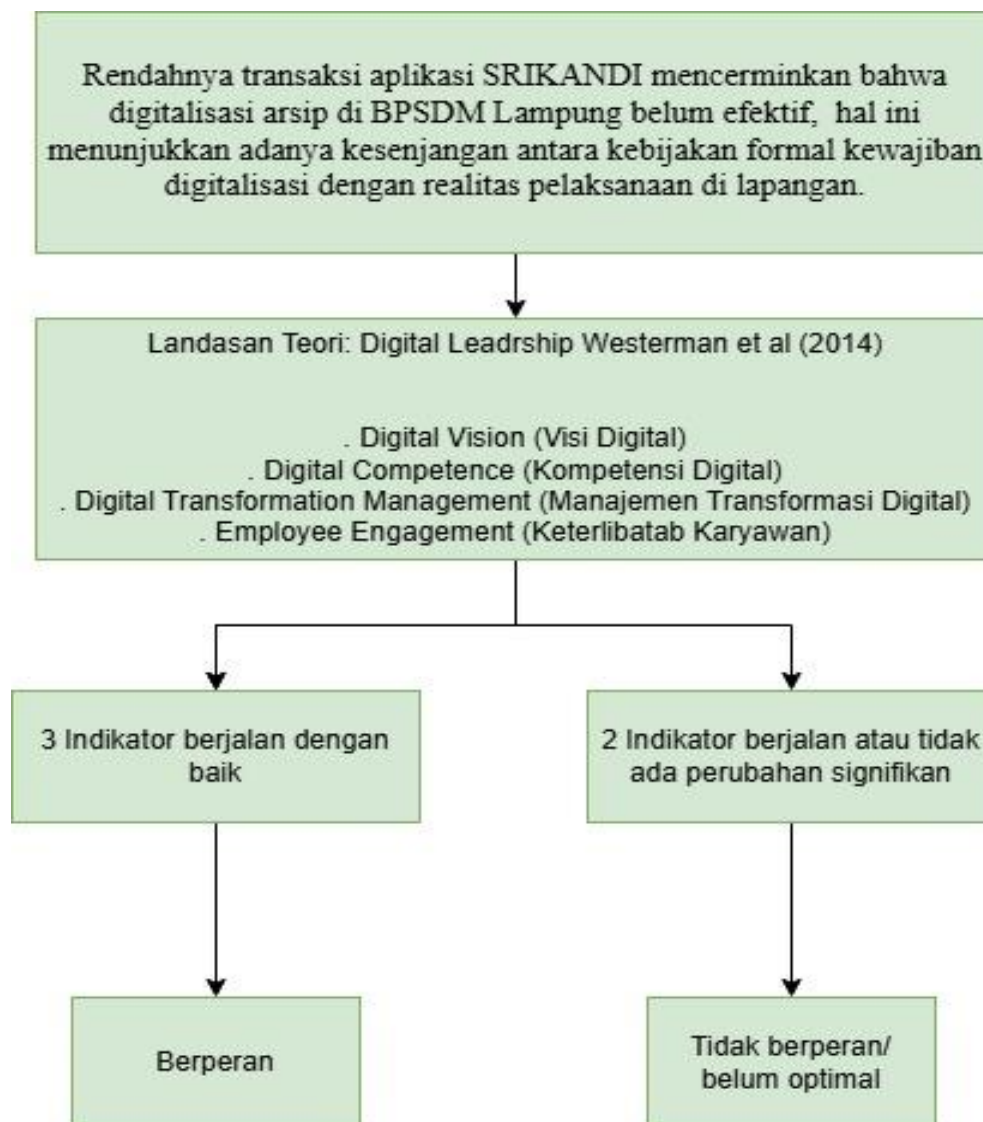 Rendahnya transaksi aplikasi SRIKANDI mencerminkan bahwa
digitalisasi arsip di BPSDM Lampung belum efektif, hal ini
menunjukkan adanya kesenjangan antara kebijakan formal kewajiban
digitalisasi dengan realitas pelaksanaan di lapangan.
Landasan Teori: Digital Leadrship Westerman et al (2014)
. Digital Vision (Visi Digital)
. Digital Competence (Kompetensi Digital)
. Digital Transformation Management (Manajemen Transformasi Digital)
. Employee Engagement (Keterlibatab Karyawan)
3 Indikator berjalan dengan
baik
2 Indikator berjalan atau tidak
ada perubahan signifikan
Berperan
Tidak berperan/
belum optimal